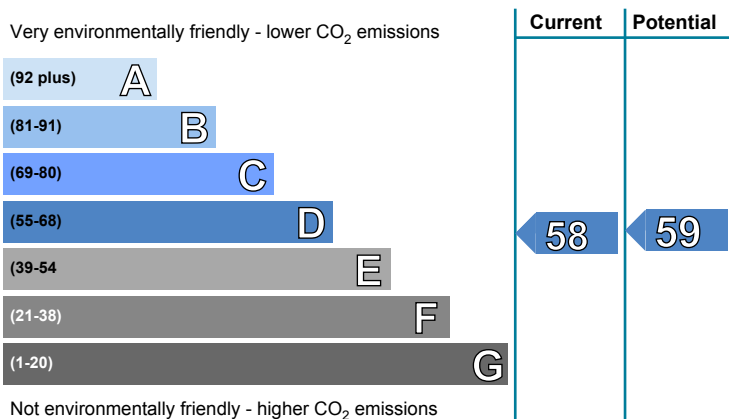 Very environmentally friendly - lower CO2 emissions
Current
Potential
(92 plus) A
(81-91) B
(69-80) C
(55-68) D
58
59
(39-54 E
(21-38) F
(1-20) G
Not environmentally friendly - higher CO2 emissions